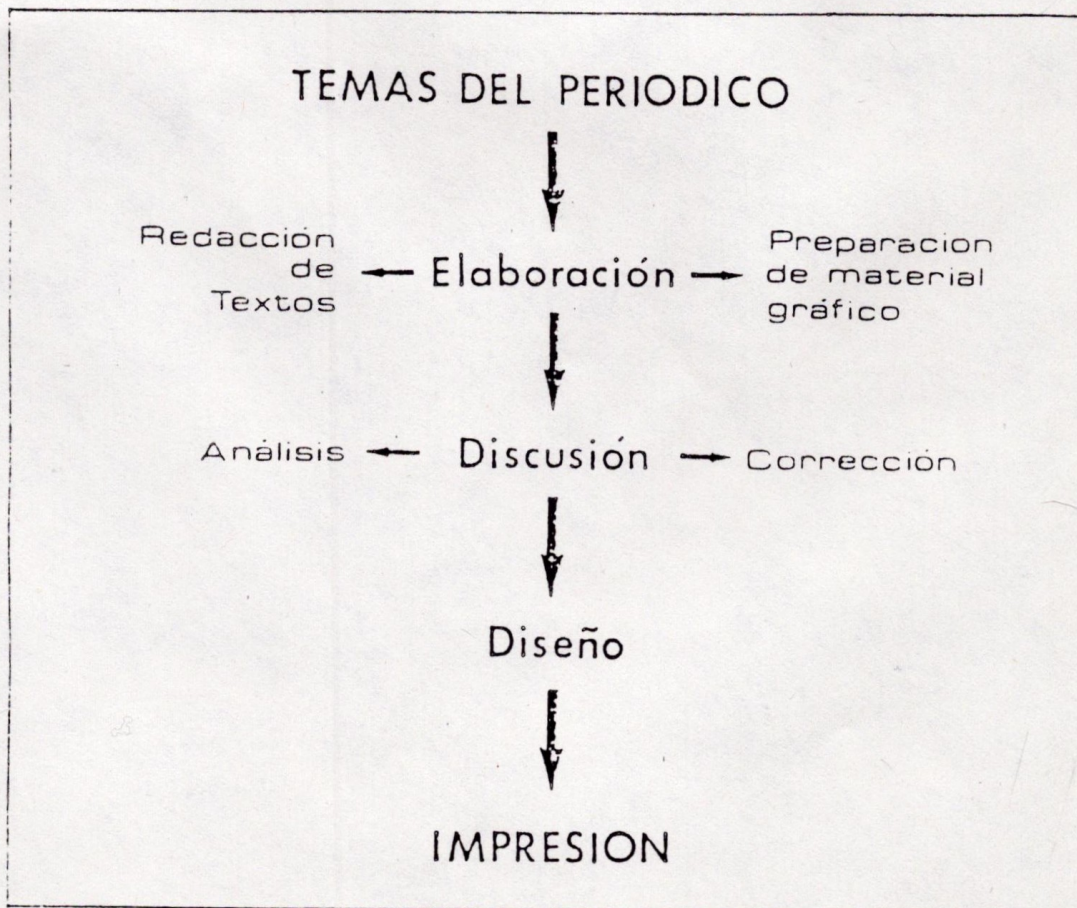 TEMAS DEL PERIODICO
Redacción
de
Textos
Elaboración
Preparacion
de material
gráfico
Análisis
Discusión
Corrección
Diseño
IMPRESION